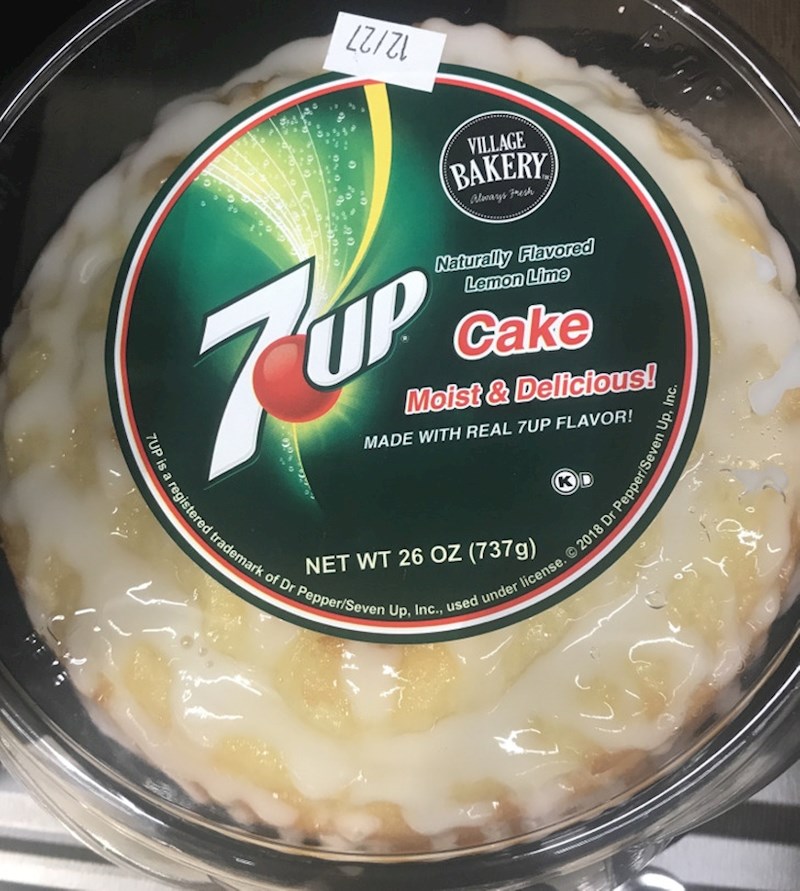 12/27
VILLAGE
BAKERY™
Always Fresh
7UP®
Naturally Flavored
Lemon Lime
Cake
Moist & Delicious!
MADE WITH REAL 7UP FLAVOR!
K D
NET WT 26 OZ (737g)
7UP is a registered trademark of Dr Pepper/Seven Up, Inc., used under license. © 2018 Dr Pepper/Seven Up, Inc.